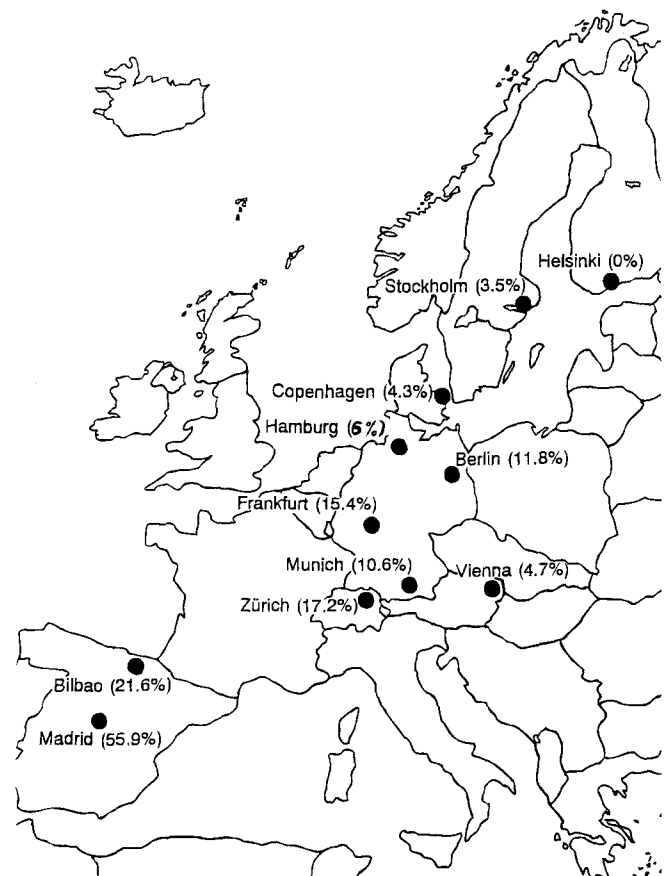 Helsinki (0%)
Stockholm (3.5%)
Copenhagen (4.3%)
Hamburg (6%)
Berlin (11.8%)
Frankfurt (15.4%)
Munich (10.6%)
Vienna (4.7%)
Zürich (17.2%)
Bilbao (21.6%)
Madrid (55.9%)